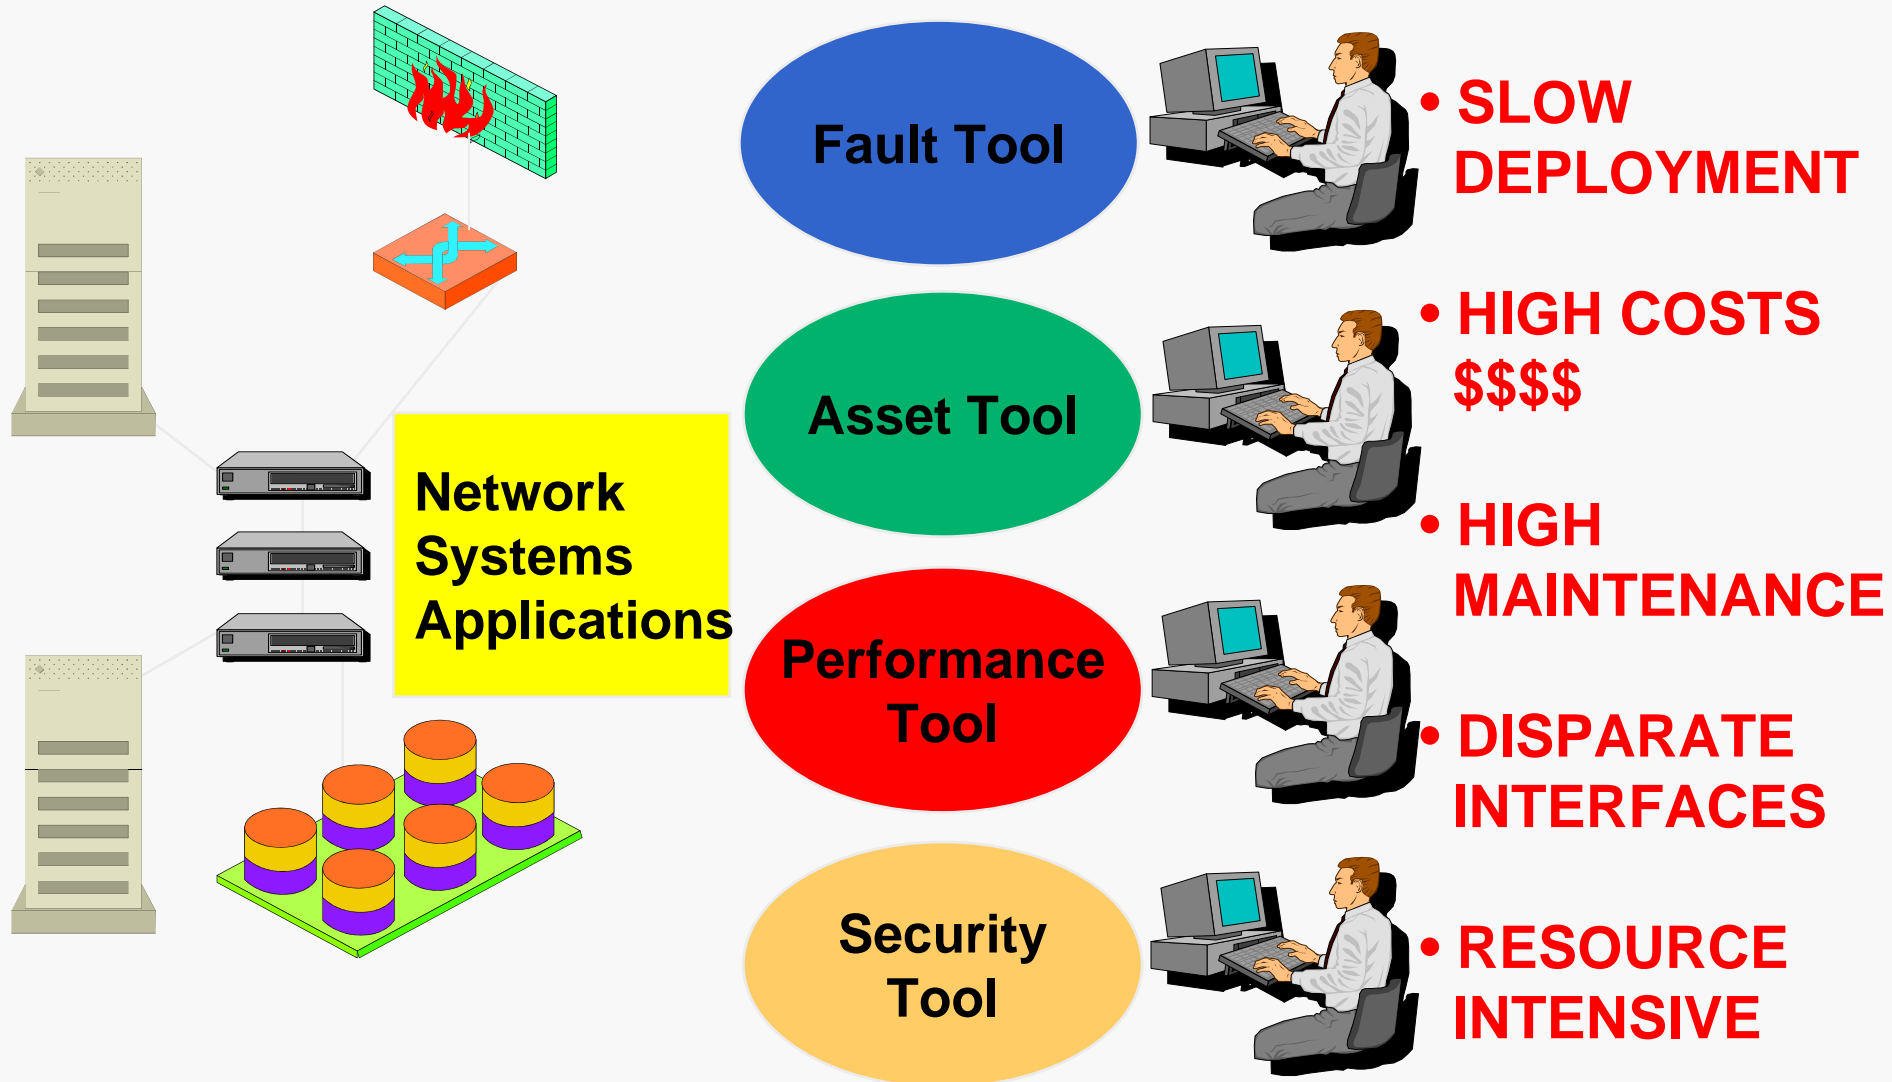 Network
Systems
Applications
Fault Tool
Asset Tool
Performance
Tool
Security
Tool
• SLOW
DEPLOYMENT
• HIGH COSTS
$$$$
• HIGH
MAINTENANCE
• DISPARATE
INTERFACES
• RESOURCE
INTENSIVE